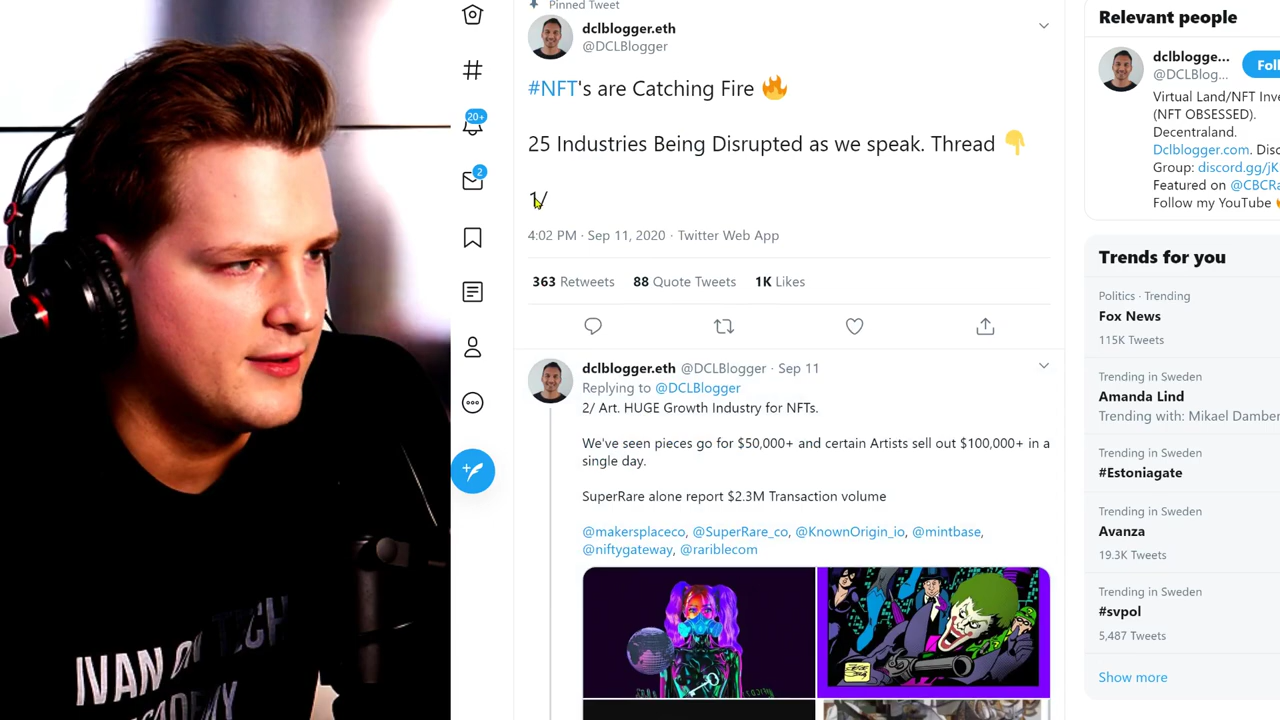 Pinned Tweet
dclblogger.eth
@DCLBlogger
#NFT's are Catching Fire 🔥
25 Industries Being Disrupted as we speak. Thread 👇
1/
4:02 PM · Sep 11, 2020 · Twitter Web App
363 Retweets 88 Quote Tweets 1K Likes
dclblogger.eth @DCLBlogger · Sep 11
Replying to @DCLBlogger
2/ Art. HUGE Growth Industry for NFTs.
We've seen pieces go for $50,000+ and certain Artists sell out $100,000+ in a
single day.
SuperRare alone report $2.3M Transaction volume
@makersplaceco, @SuperRare_co, @KnownOrigin_io, @mintbase,
@niftygateway, @rariblecom
20+
2
Relevant people
dclblogge...
@DCLBlog...
Foll
Virtual Land/NFT Inve
(NFT OBSESSED).
Decentraland.
Dclblogger.com. Disc
Group: discord.gg/jK
Featured on @CBCRa
Follow my YouTube
Trends for you
Politics · Trending
Fox News
115K Tweets
Trending in Sweden
Amanda Lind
Trending with: Mikael Damber
Trending in Sweden
#Estoniagate
Trending in Sweden
Avanza
19.3K Tweets
Trending in Sweden
#svpol
5,487 Tweets
Show more
IVAN ON TECH
ACADEMY